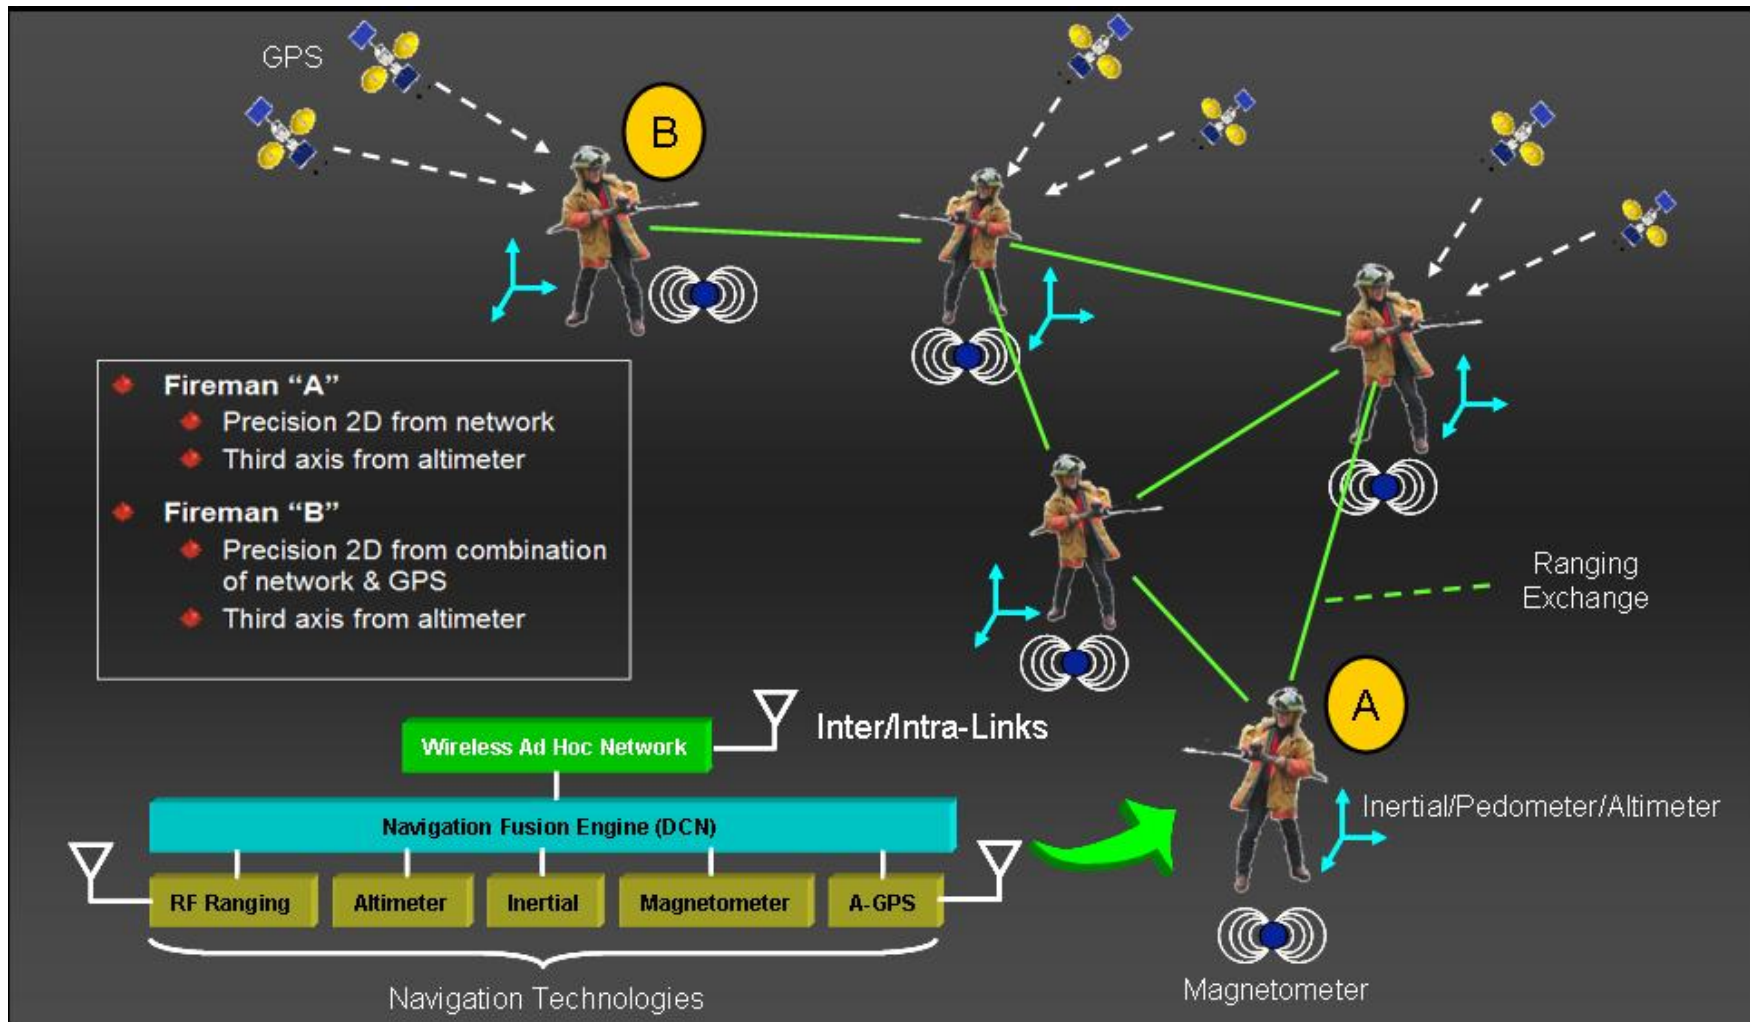 GPS
B
Fireman “A”
Precision 2D from network
Third axis from altimeter
Fireman “B”
Precision 2D from combination
of network & GPS
Third axis from altimeter
Ranging
Exchange
A
Inter/Intra-Links
Wireless Ad Hoc Network
Navigation Fusion Engine (DCN)
RF Ranging
Altimeter
Inertial
Magnetometer
A-GPS
Navigation Technologies
Inertial/Pedometer/Altimeter
Magnetometer